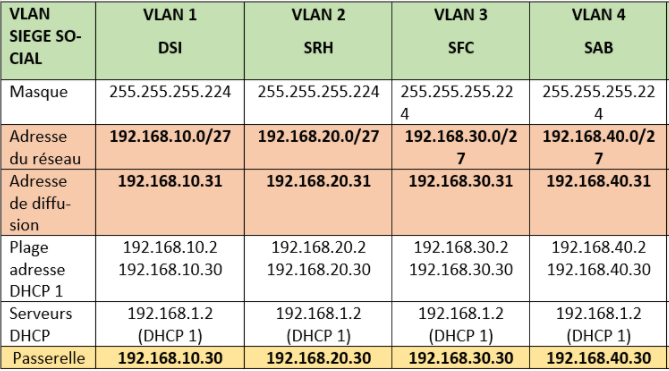 VLAN SIEGE SO-CIAL | VLAN 1 DSI | VLAN 2 SRH | VLAN 3 SFC | VLAN 4 SAB
Masque | 255.255.255.224 | 255.255.255.224 | 255.255.255.224 | 255.255.255.224
Adresse du réseau | 192.168.10.0/27 | 192.168.20.0/27 | 192.168.30.0/27 | 192.168.40.0/27
Adresse de diffu-sion | 192.168.10.31 | 192.168.20.31 | 192.168.30.31 | 192.168.40.31
Plage adresse DHCP 1 | 192.168.10.2 192.168.10.30 | 192.168.20.2 192.168.20.30 | 192.168.30.2 192.168.30.30 | 192.168.40.2 192.168.40.30
Serveurs DHCP | 192.168.1.2 (DHCP 1) | 192.168.1.2 (DHCP 1) | 192.168.1.2 (DHCP 1) | 192.168.1.2 (DHCP 1)
Passerelle | 192.168.10.30 | 192.168.20.30 | 192.168.30.30 | 192.168.40.30